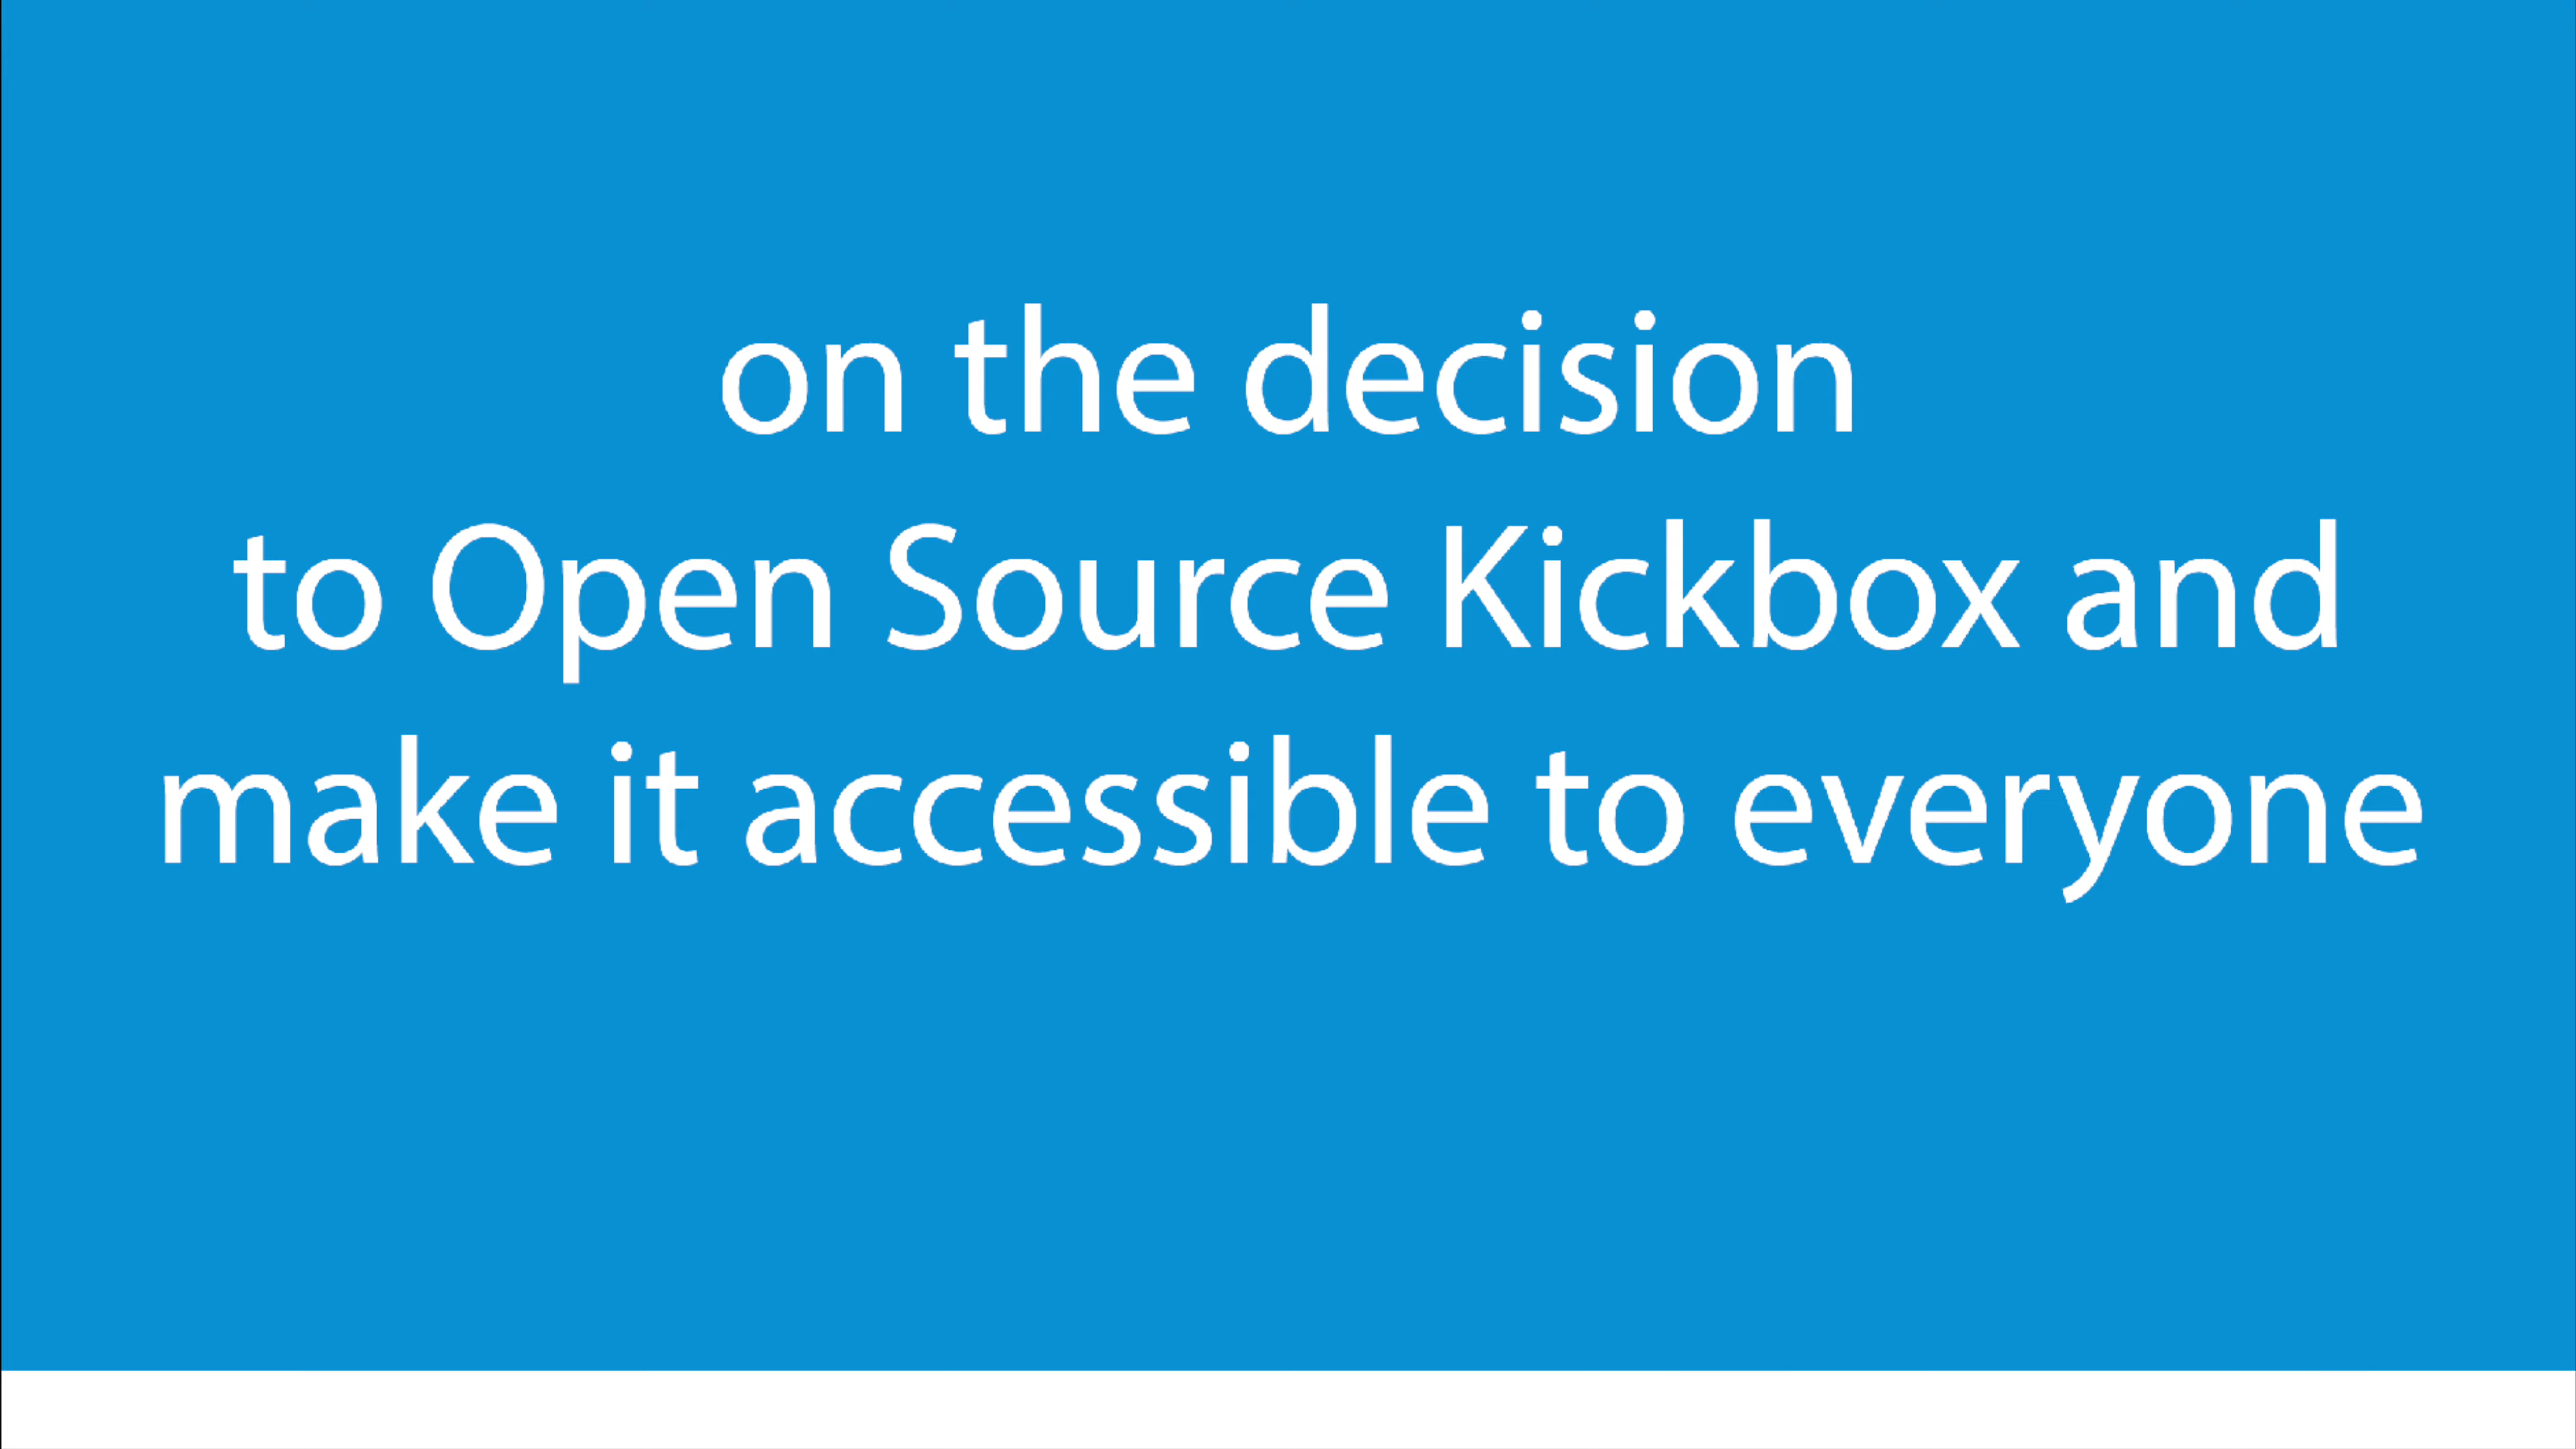 on the decision
to Open Source Kickbox and
make it accessible to everyone